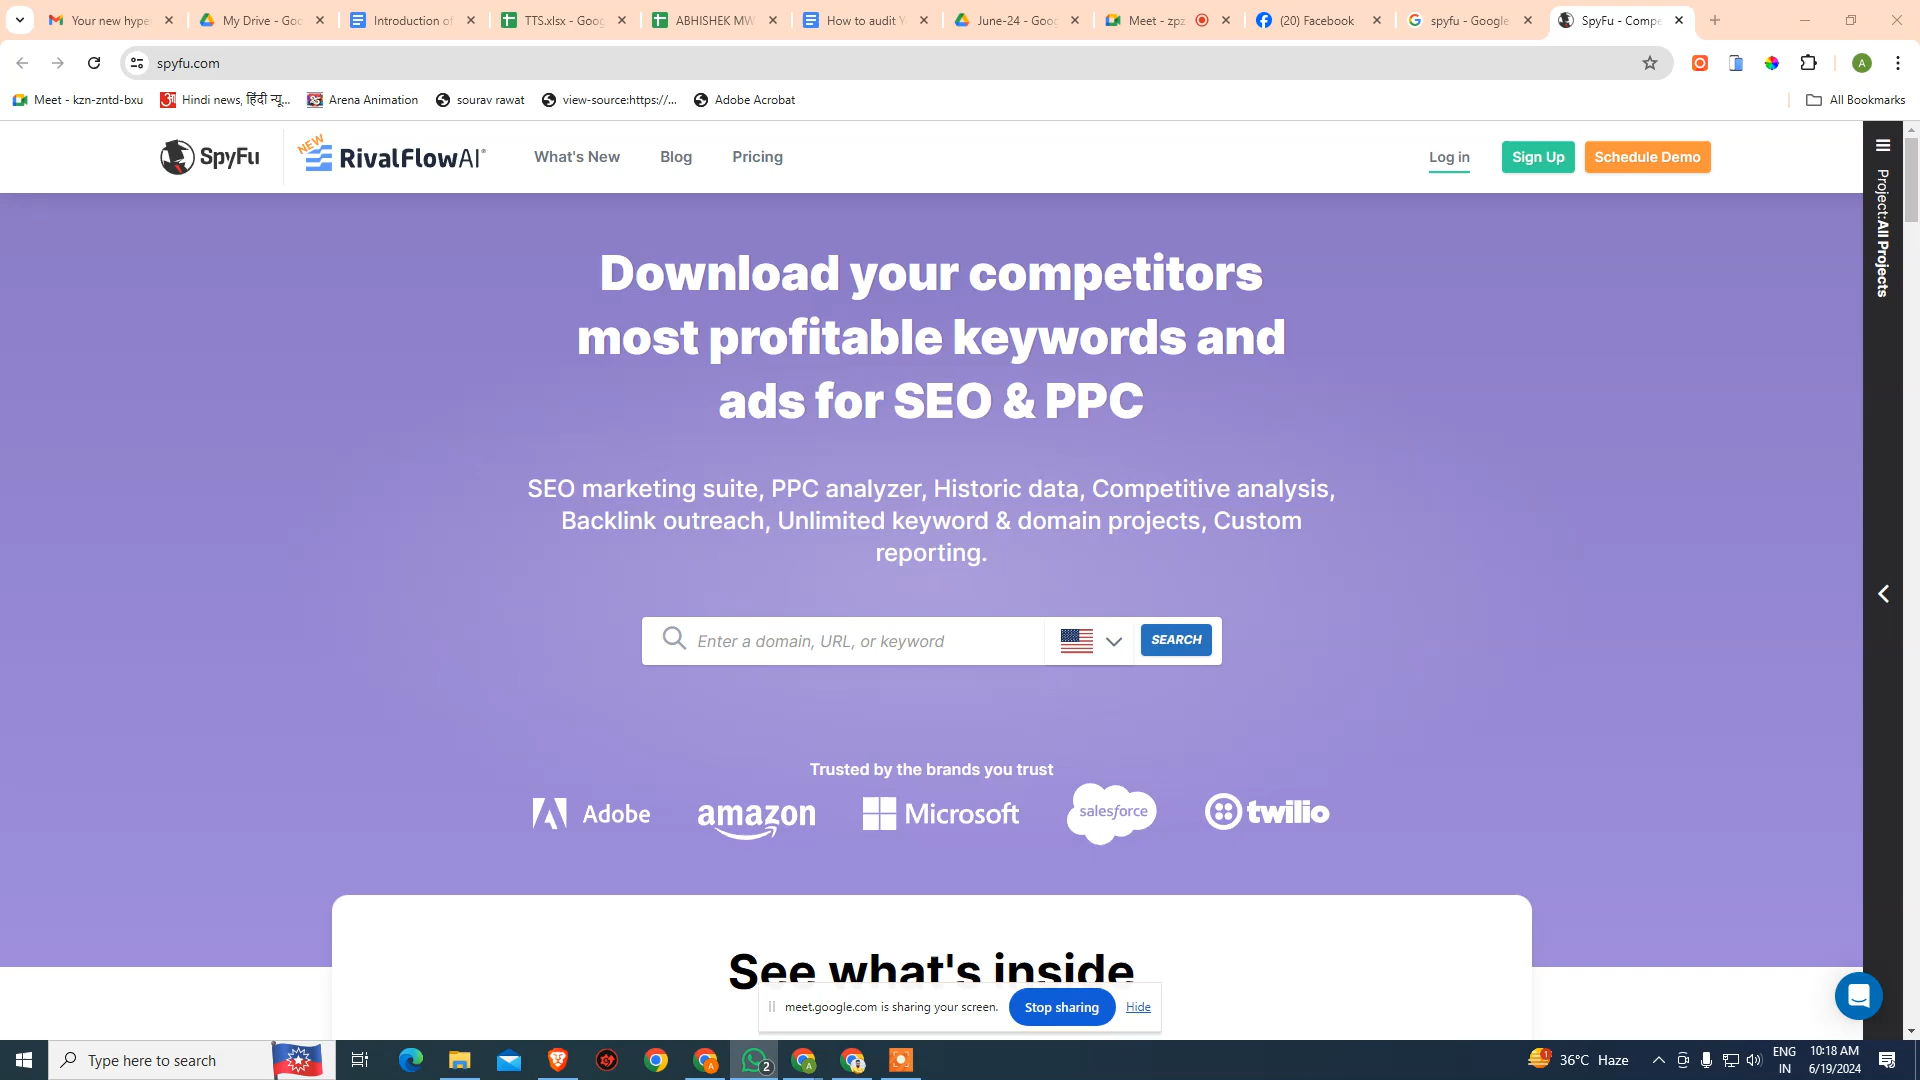 Your new hype
My Drive - Goo
Introduction of
TTS.xlsx - Goog
ABHISHEK MW
How to audit Y
June-24 - Goog
Meet - zpz
(20) Facebook
spyfu - Google
SpyFu - Compe
spyfu.com
A
Meet - kzn-zntd-bxu
Hindi news, हिंदी न्यू...
Arena Animation
sourav rawat
view-source:https://...
Adobe Acrobat
All Bookmarks
SpyFu
NEW
RivalFlowAI
What's New
Blog
Pricing
Log in
Sign Up
Schedule Demo
Project:All Projects
Download your competitors
most profitable keywords and
ads for SEO & PPC
SEO marketing suite, PPC analyzer, Historic data, Competitive analysis,
Backlink outreach, Unlimited keyword & domain projects, Custom
reporting.
Enter a domain, URL, or keyword
SEARCH
Trusted by the brands you trust
Adobe
amazon
Microsoft
salesforce
twilio
See what's inside
meet.google.com is sharing your screen.
Stop sharing
Hide
Type here to search
2
36°C Haze
ENG
IN
10:18 AM
6/19/2024